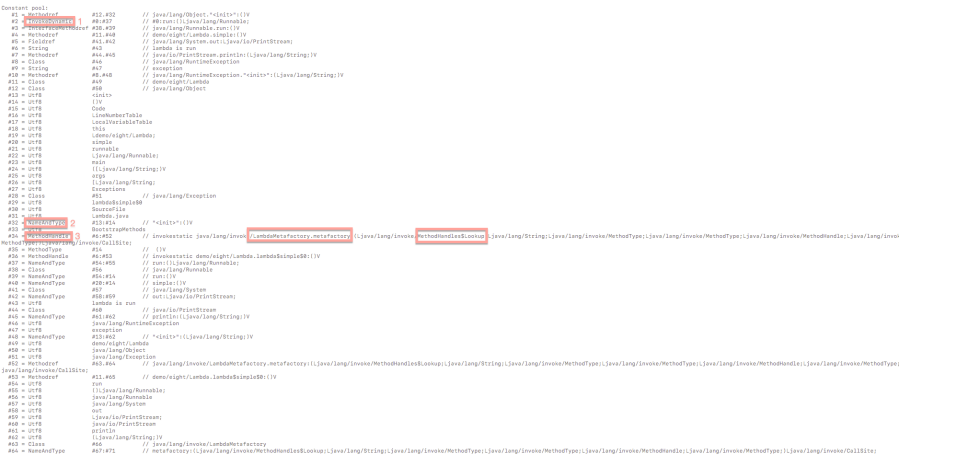 Constant pool:
#1 = Methodref #12.#32 // java/lang/Object."<init>":()V
#2 = InvokeDynamic #0:#37 // #0:run:()Ljava/lang/Runnable; 1
#3 = InterfaceMethodref #38.#39 // java/lang/Runnable.run:()V
#4 = Methodref #11.#40 // demo/eight/Lambda.simple:()V
#5 = Fieldref #41.#42 // java/lang/System.out:Ljava/io/PrintStream;
#6 = String #43 // lambda is run
#7 = Methodref #44.#45 // java/io/PrintStream.println:(Ljava/lang/String;)V
#8 = Class #46 // java/lang/RuntimeException
#9 = String #47 // exception
#10 = Methodref #8.#48 // java/lang/RuntimeException."<init>":(Ljava/lang/String;)V
#11 = Class #49 // demo/eight/Lambda
#12 = Class #50 // java/lang/Object
#13 = Utf8 <init>
#14 = Utf8 ()V
#15 = Utf8 Code
#16 = Utf8 LineNumberTable
#17 = Utf8 LocalVariableTable
#18 = Utf8 this
#19 = Utf8 Ldemo/eight/Lambda;
#20 = Utf8 simple
#21 = Utf8 runnable
#22 = Utf8 Ljava/lang/Runnable;
#23 = Utf8 main
#24 = Utf8 ([Ljava/lang/String;)V
#25 = Utf8 args
#26 = Utf8 [Ljava/lang/String;
#27 = Utf8 Exceptions
#28 = Class #51 // java/lang/Exception
#29 = Utf8 lambda$simple$0
#30 = Utf8 SourceFile
#31 = Utf8 Lambda.java
#32 = NameAndType 2 #13:#14 // "<init>":()V
#33 = Utf8 BootstrapMethods
#34 = MethodHandle 3 #6:#52 // invokestatic java/lang/invoke/LambdaMetafactory.metafactory:(Ljava/lang/invoke/MethodHandles$Lookup;Ljava/lang/String;Ljava/lang/invoke/MethodType;Ljava/lang/invoke/MethodType;Ljava/lang/invoke/MethodHandle;Ljava/lang/invoke/
MethodType;)Ljava/lang/invoke/CallSite;
#35 = MethodType #14 // ()V
#36 = MethodHandle #6:#53 // invokestatic demo/eight/Lambda.lambda$simple$0:()V
#37 = NameAndType #54:#55 // run:()Ljava/lang/Runnable;
#38 = Class #56 // java/lang/Runnable
#39 = NameAndType #54:#14 // run:()V
#40 = NameAndType #20:#14 // simple:()V
#41 = Class #57 // java/lang/System
#42 = NameAndType #58:#59 // out:Ljava/io/PrintStream;
#43 = Utf8 lambda is run
#44 = Class #60 // java/io/PrintStream
#45 = NameAndType #61:#62 // println:(Ljava/lang/String;)V
#46 = Utf8 java/lang/RuntimeException
#47 = Utf8 exception
#48 = NameAndType #13:#62 // "<init>":(Ljava/lang/String;)V
#49 = Utf8 demo/eight/Lambda
#50 = Utf8 java/lang/Object
#51 = Utf8 java/lang/Exception
#52 = Methodref #63.#64 // java/lang/invoke/LambdaMetafactory.metafactory:(Ljava/lang/invoke/MethodHandles$Lookup;Ljava/lang/String;Ljava/lang/invoke/MethodType;Ljava/lang/invoke/MethodType;Ljava/lang/invoke/MethodHandle;Ljava/lang/invoke/MethodType;
java/lang/invoke/CallSite;
#53 = Methodref #11.#65 // demo/eight/Lambda.lambda$simple$0:()V
#54 = Utf8 run
#55 = Utf8 ()Ljava/lang/Runnable;
#56 = Utf8 java/lang/Runnable
#57 = Utf8 java/lang/System
#58 = Utf8 out
#59 = Utf8 Ljava/io/PrintStream;
#60 = Utf8 java/io/PrintStream
#61 = Utf8 println
#62 = Utf8 (Ljava/lang/String;)V
#63 = Class #66 // java/lang/invoke/LambdaMetafactory
#64 = NameAndType #67:#71 // metafactory:(Ljava/lang/invoke/MethodHandles$Lookup;Ljava/lang/String;Ljava/lang/invoke/MethodType;Ljava/lang/invoke/MethodType;Ljava/lang/invoke/MethodHandle;Ljava/lang/invoke/MethodType;)Ljava/lang/invoke/CallSite;